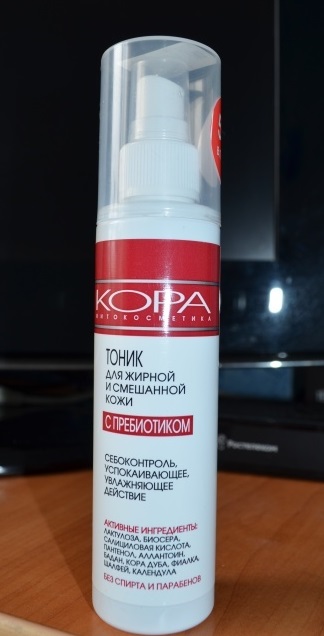 КОРА
ФИТОКОСМЕТИКА
ТОНИК
ДЛЯ ЖИРНОЙ
И СМЕШАННОЙ
КОЖИ
С ПРЕБИОТИКОМ
СЕБОКОНТРОЛЬ,
УСПОКАИВАЮЩЕЕ,
УВЛАЖНЯЮЩЕЕ
ДЕЙСТВИЕ
АКТИВНЫЕ ИНГРЕДИЕНТЫ:
ЛАКТУЛОЗА, БИОСЕРА,
САЛИЦИЛОВАЯ КИСЛОТА,
ПАНТЕНОЛ, АЛЛАНТОИН,
БАДАН, КОРА ДУБА, ФИАЛКА,
ШАЛФЕЙ, КАЛЕНДУЛА
БЕЗ СПИРТА И ПАРАБЕНОВ
Ростелеком